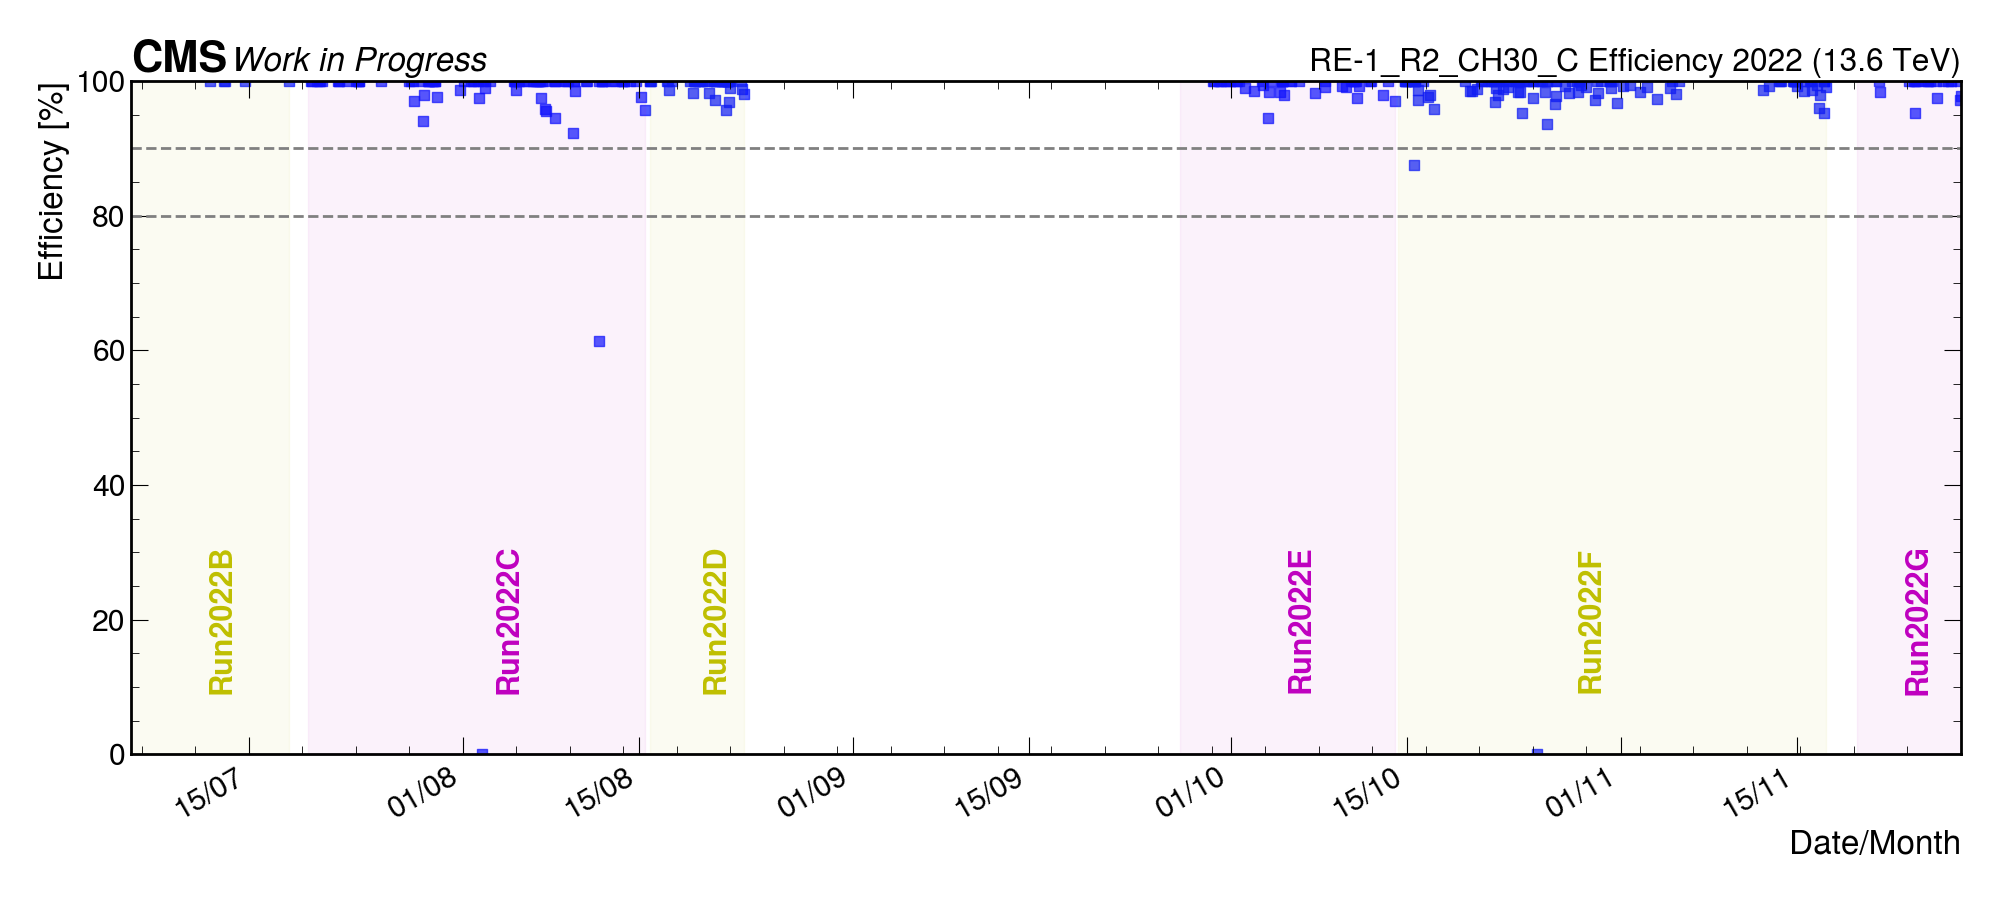 CMS Work in Progress
RE-1_R2_CH30_C Efficiency 2022 (13.6 TeV)
Efficiency [%]
100
80
60
40
20
0
Run2022B
Run2022C
Run2022D
Run2022E
Run2022F
Run2022G
15/07
01/08
15/08
01/09
15/09
01/10
15/10
01/11
15/11
Date/Month